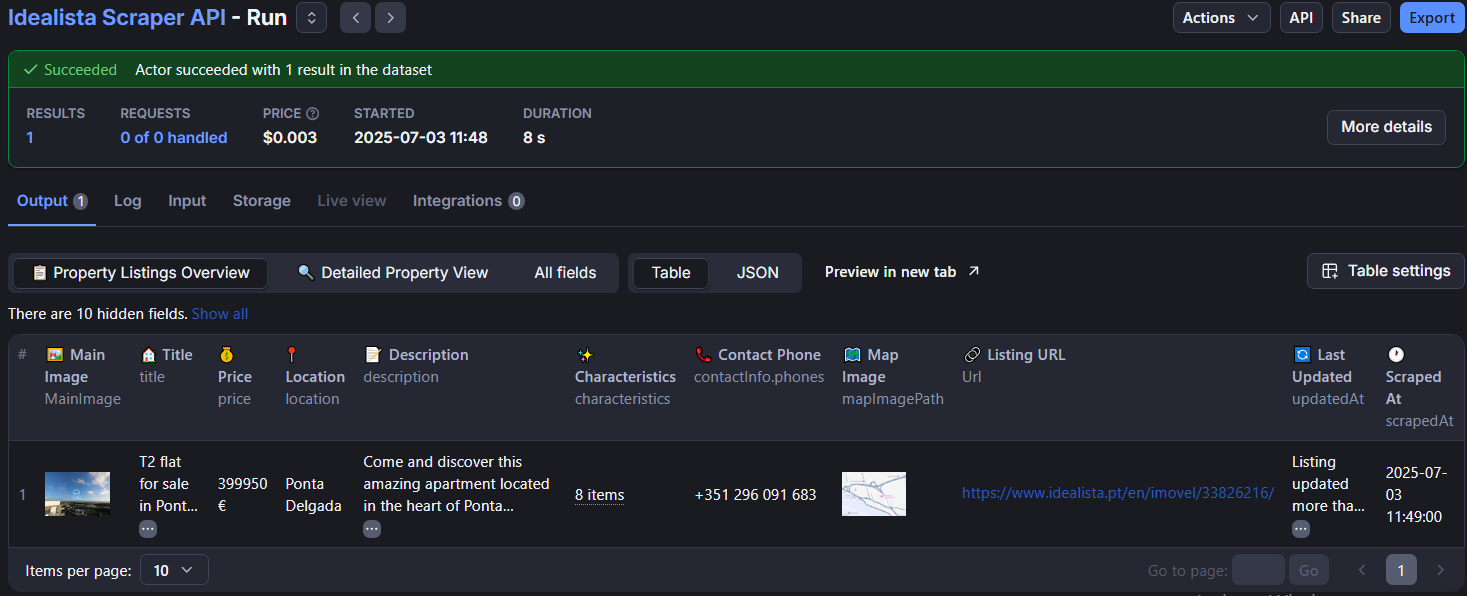 Idealista Scraper API - Run
Actions
API
Share
Export
Succeeded Actor succeeded with 1 result in the dataset
RESULTS REQUESTS PRICE STARTED DURATION
1 0 of 0 handled $0.003 2025-07-03 11:48 8 s
More details
Output 1 Log Input Storage Live view Integrations 0
Property Listings Overview Detailed Property View All fields Table JSON Preview in new tab Table settings
There are 10 hidden fields. Show all
#
Main
Image
MainImage
Title
title
Price
price
Location
location
Description
description
Characteristics
characteristics
Contact Phone
contactInfo.phones
Map
Image
mapImagePath
Listing URL
Url
Last
Updated
updatedAt
Scraped
At
scrapedAt
1
T2 flat
for sale
in Pont...
399950
€
Ponta
Delgada
Come and discover this
amazing apartment located
in the heart of Ponta...
8 items
+351 296 091 683
https://www.idealista.pt/en/imovel/33826216/
Listing
updated
more tha...
2025-07-
03
11:49:00
Items per page: 10
Go to page: Go 1